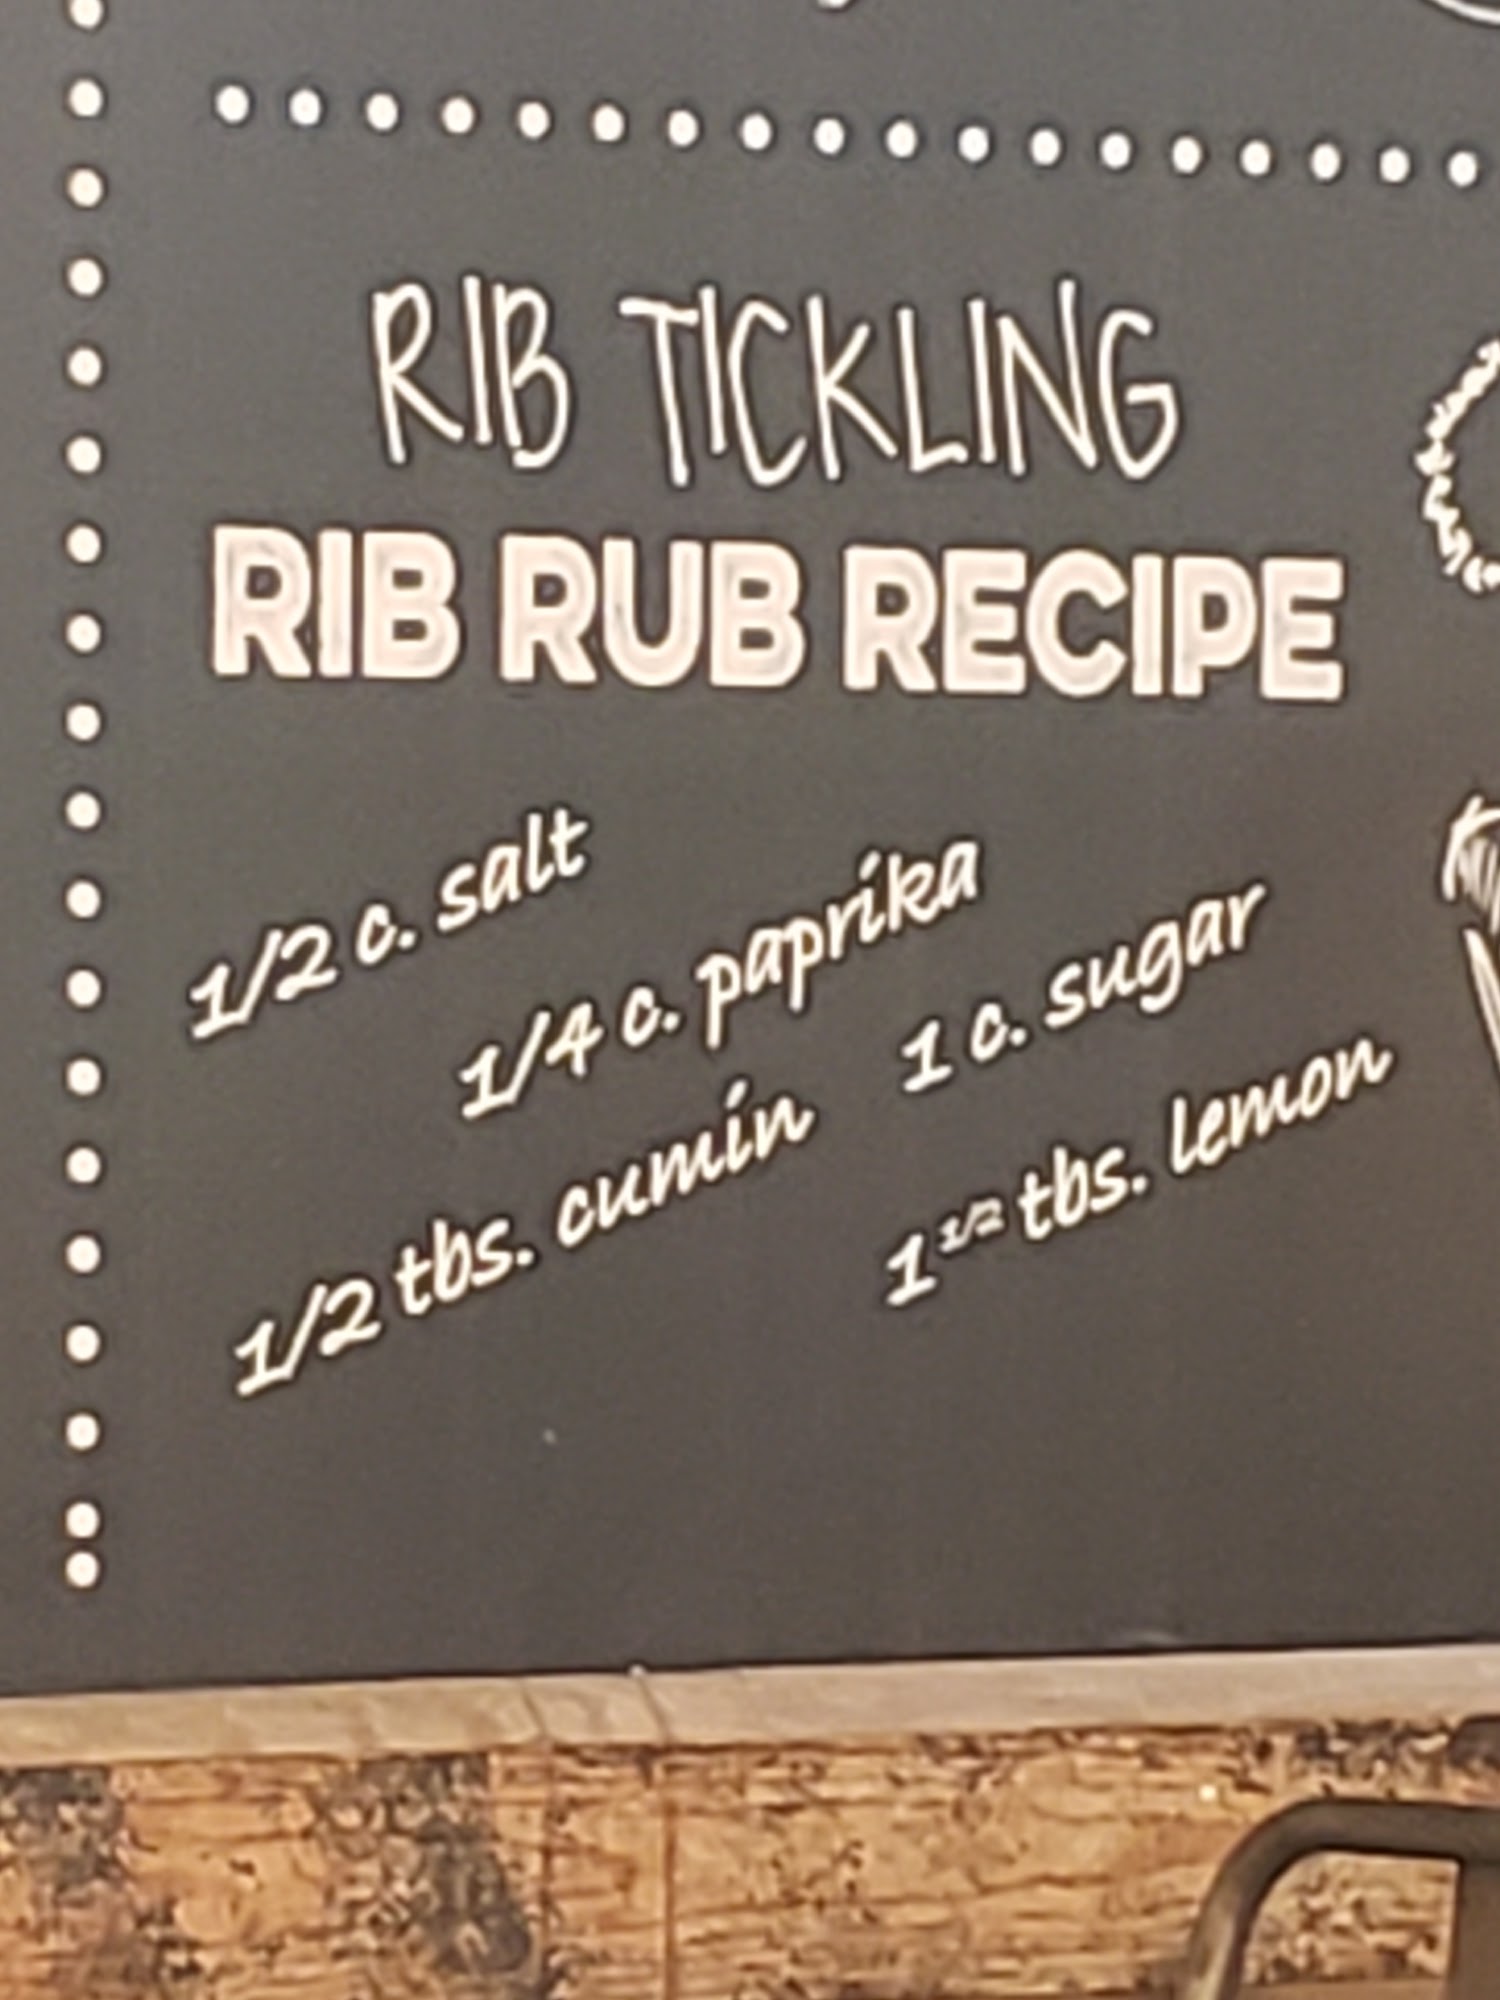 RIB TICKLING
RIB RUB RECIPE
1/2 c. salt
1/4 c. paprika
1 c. sugar
1/2 tbs. cumin
1 1/2 tbs. lemon